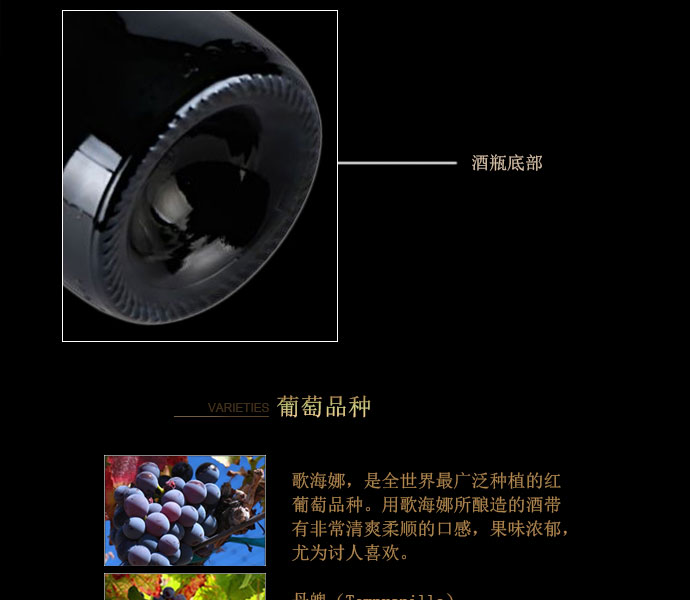 酒瓶底部
VARIETIES 葡萄品种
歌海娜，是全世界最广泛种植的红
葡萄品种。用歌海娜所酿造的酒带
有非常清爽柔顺的口感，果味浓郁，
尤为讨人喜欢。